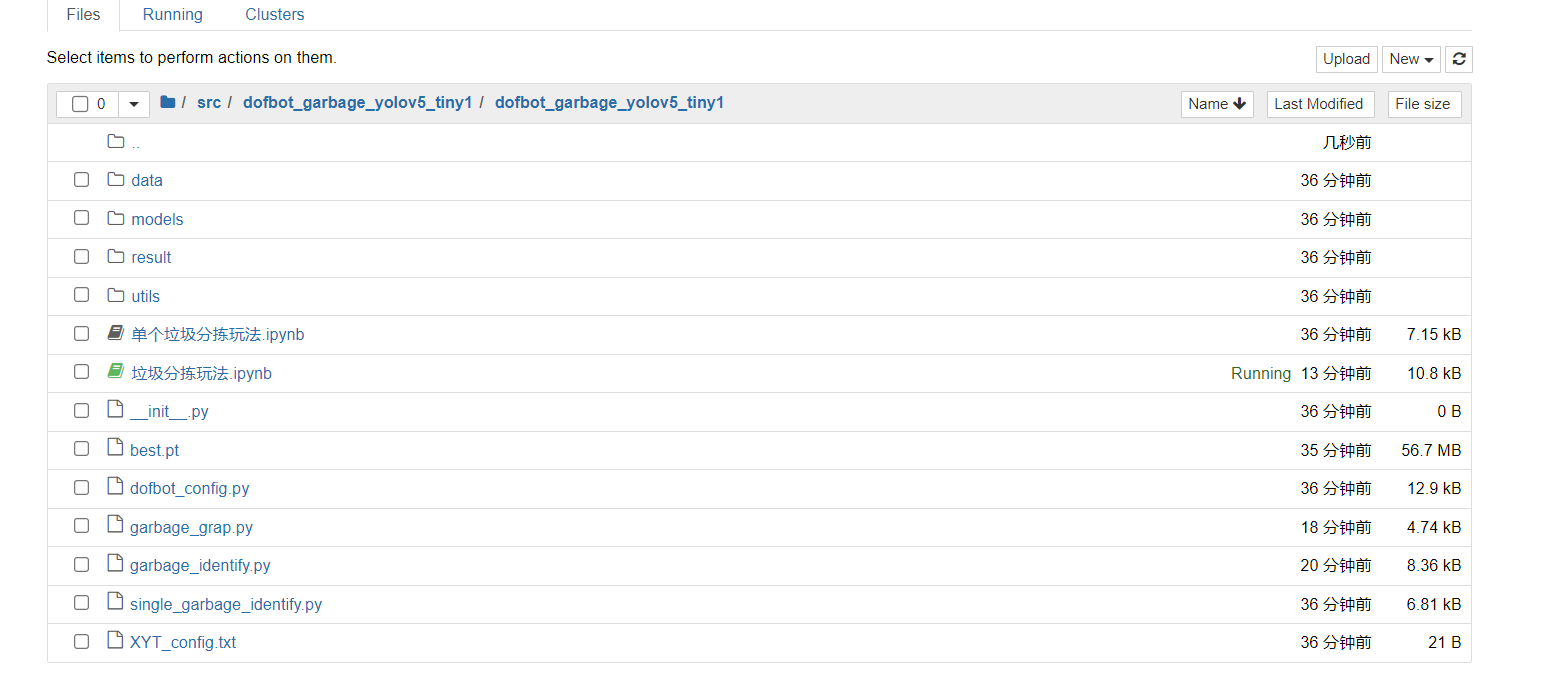 Files Running Clusters
Select items to perform actions on them.
Upload New
0 / src / dofbot_garbage_yolov5_tiny1 / dofbot_garbage_yolov5_tiny1 Name Last Modified File size
.. 几秒前
data 36 分钟前
models 36 分钟前
result 36 分钟前
utils 36 分钟前
单个垃圾分拣玩法.ipynb 36 分钟前 7.15 kB
垃圾分拣玩法.ipynb Running 13 分钟前 10.8 kB
__init__.py 36 分钟前 0 B
best.pt 35 分钟前 56.7 MB
dofbot_config.py 36 分钟前 12.9 kB
garbage_grap.py 18 分钟前 4.74 kB
garbage_identify.py 20 分钟前 8.36 kB
single_garbage_identify.py 36 分钟前 6.81 kB
XYT_config.txt 36 分钟前 21 B